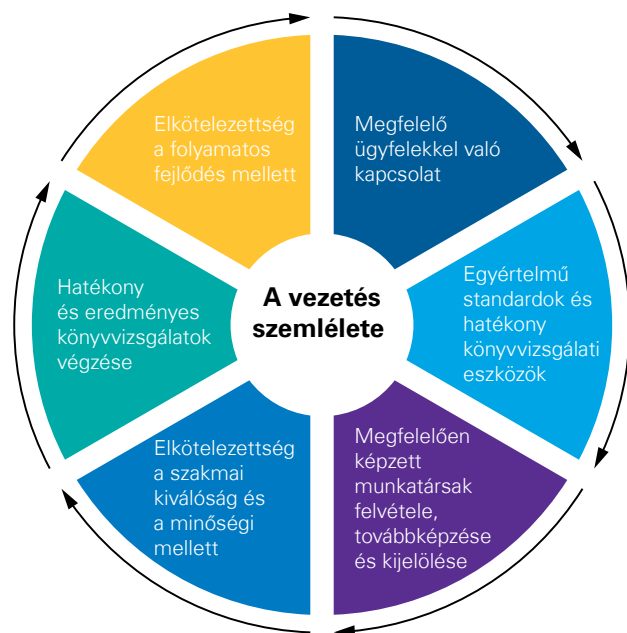 Elkötelezettség
a folyamatos
fejlődés mellett
Megfelelő
ügyfelekkel való
kapcsolat
Egyértelmű
standardok és
hatékony
könyvvizsgálati
eszközök
Megfelelően
képzett
munkatársak
felvétele,
továbbképzése
és kijelölése
Elkötelezettség
a szakmai
kiválóság és
a minőségi
mellett
Hatékony
és eredményes
könyvvizsgálatok
végzése
A vezetés
szemlélete